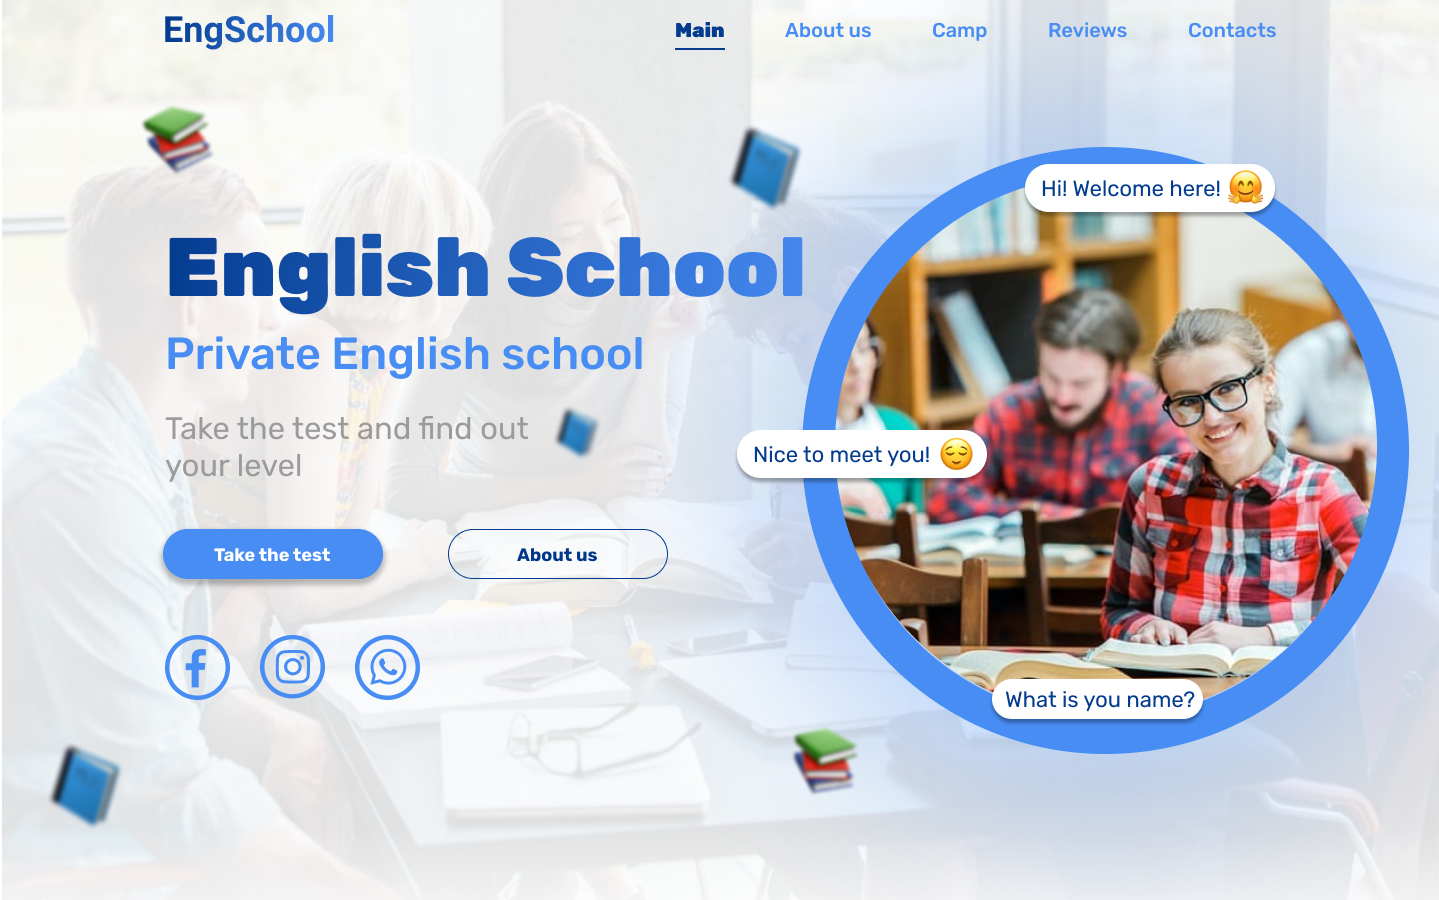 EngSchool
Main
About us
Camp
Reviews
Contacts
Hi! Welcome here! 🤗
English School
Private English school
Take the test and find out
your level
Nice to meet you! 😌
Take the test
About us
What is you name?